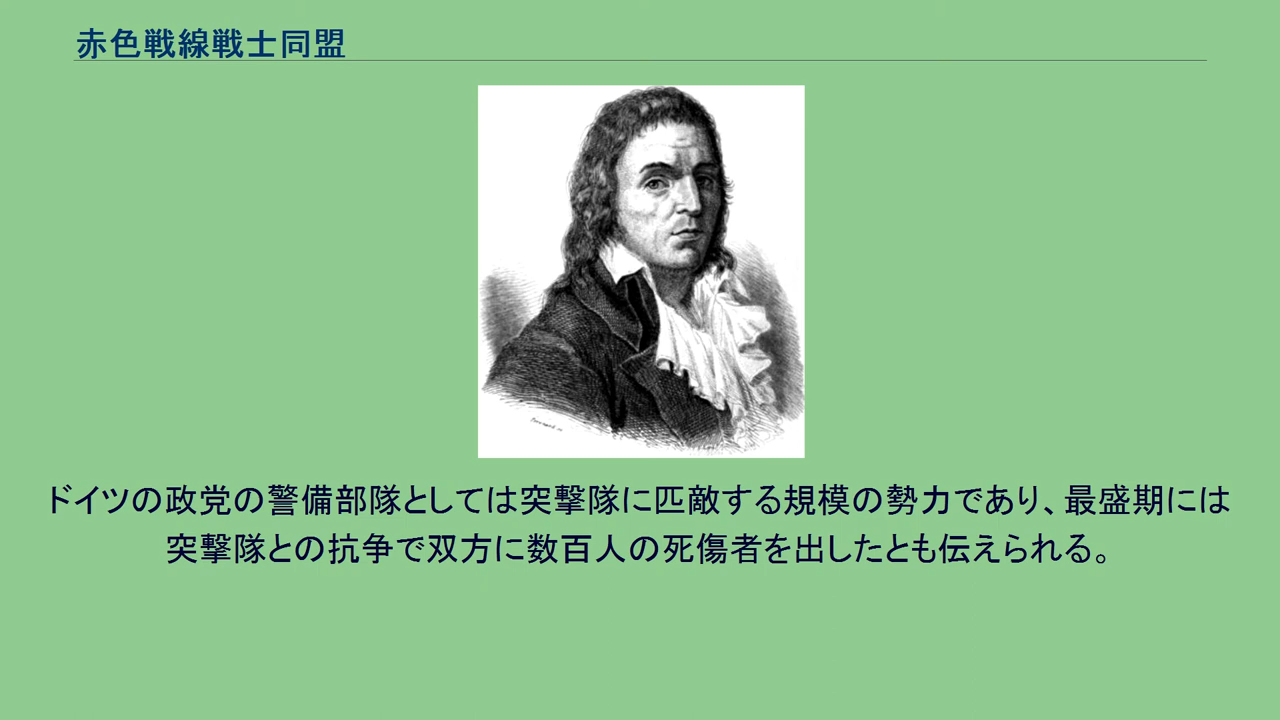 赤色戦線戦士同盟
ドイツの政党の警備部隊としては突撃隊に匹敵する規模の勢力であり、最盛期には
突撃隊との抗争で双方に数百人の死傷者を出したとも伝えられる。